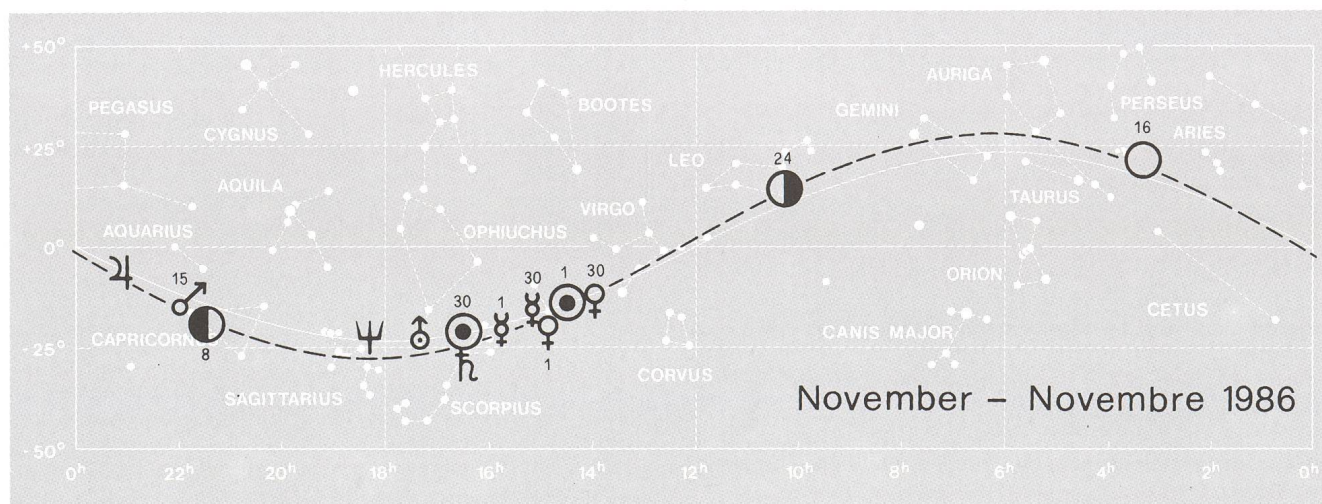 +50°
HERCULES
AURIGA
PEGASUS
BOOTES
GEMINI
PERSEUS
CYGNUS
16
ARIES
+25°
LEO
24
AQUILA
TAURUS
VIRGO
AQUARIUS
OPHIUCHUS
0°
15
30
1
30
1
30
ORION
CETUS
CAPRICORN
8
CANIS MAJOR
-25°
1
CORVUS
SAGITTARIUS
SCORPIUS
November – Novembre 1986
-50°
0h 22h 20h 18h 16h 14h 12h 10h 8h 6h 4h 2h 0h